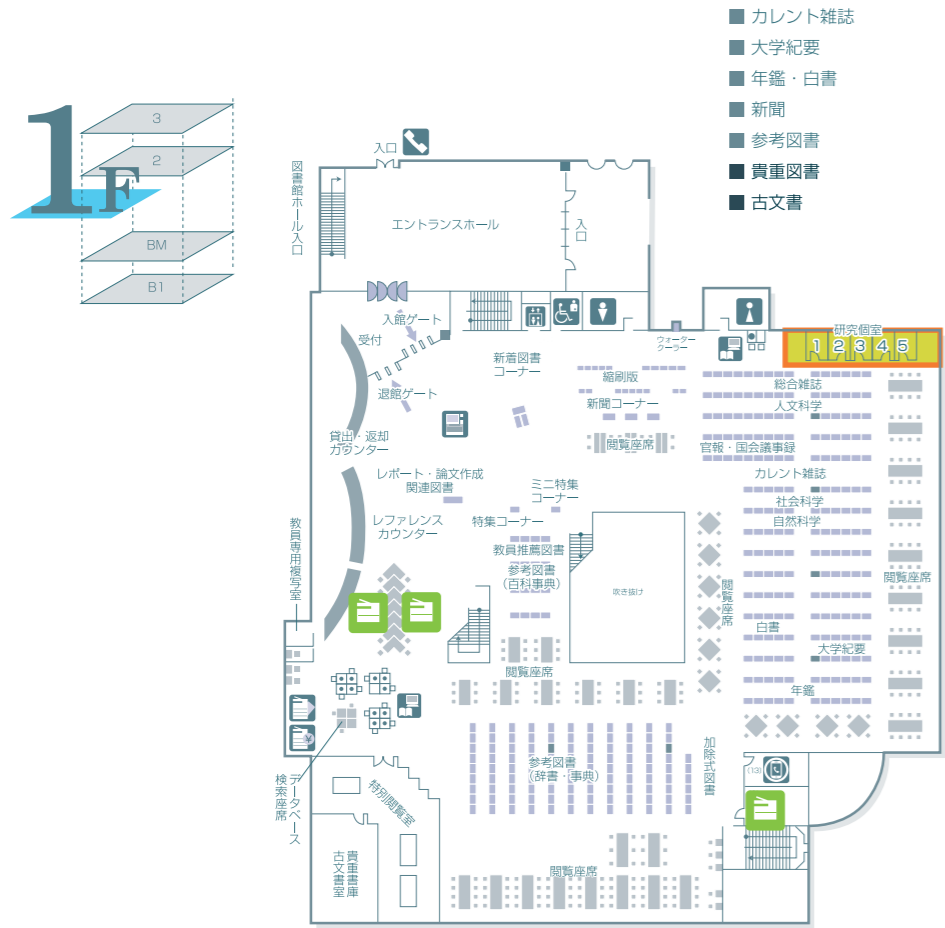 カレント雑誌
大学紀要
年鑑・白書
新聞
参考図書
貴重図書
古文書
1F
3
2
BM
B1
入口
図書館ホール入口
エントランスホール
入口
入館ゲート
受付
退館ゲート
新着図書
コーナー
ウォーター
クーラー
研究個室
1 2 3 4 5
縮刷版
総合雑誌
新聞コーナー
人文科学
貸出・返却
カウンター
閲覧座席
官報・国会議事録
レポート・論文作成
関連図書
カレント雑誌
ミニ特集
コーナー
社会科学
レファレンス
カウンター
特集コーナー
自然科学
教員専用複写室
教員推薦図書
参考図書
(百科事典)
吹き抜け
閲覧座席
閲覧座席
白書
大学紀要
閲覧座席
年鑑
¥
データベース
検索座席
特別閲覧室
参考図書
(辞書・事典)
加除式図書
(13)
貴重書庫
古文書室
閲覧座席